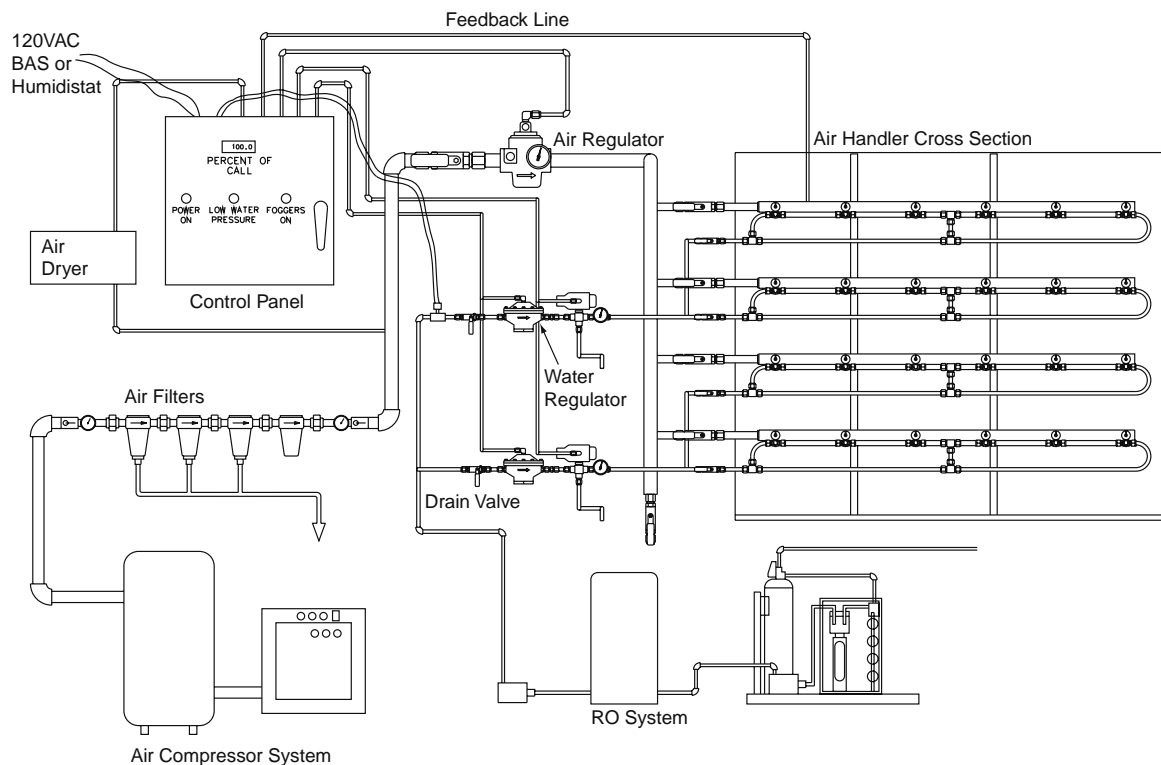 Feedback Line
120VAC
BAS or
Humidistat
Air Regulator
Air Handler Cross Section
100.0
PERCENT OF
CALL
POWER
ON
LOW WATER
PRESSURE
FOGGERS
ON
Air
Dryer
Control Panel
Water
Regulator
Air Filters
Drain Valve
RO System
Air Compressor System